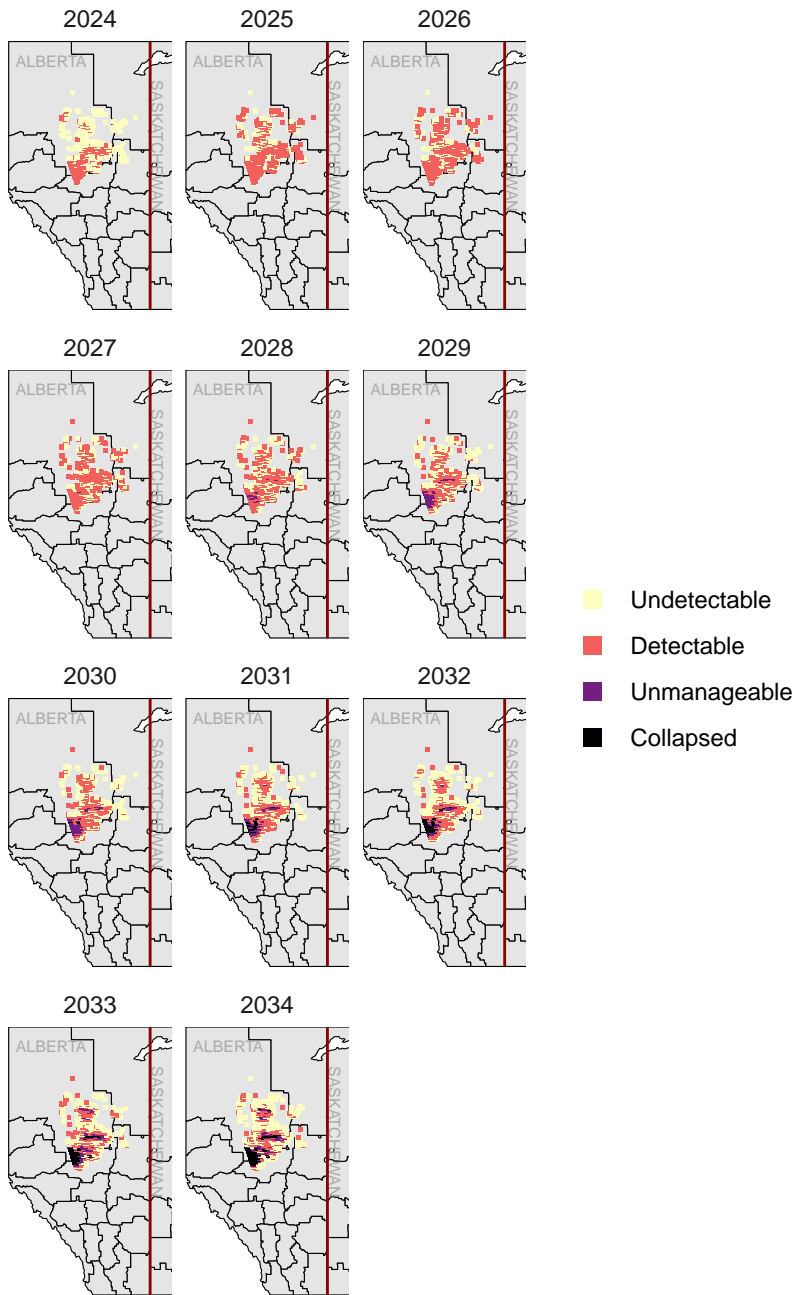 2024 2025 2026
ALBERTA SASKATCHEWAN ALBERTA SASKATCHEWAN ALBERTA SASKATCHEWAN
2027 2028 2029
ALBERTA SASKATCHEWAN ALBERTA SASKATCHEWAN ALBERTA SASKATCHEWAN
Undetectable
Detectable
Unmanageable
Collapsed
2030 2031 2032
ALBERTA SASKATCHEWAN ALBERTA SASKATCHEWAN ALBERTA SASKATCHEWAN
2033 2034
ALBERTA SASKATCHEWAN ALBERTA SASKATCHEWAN